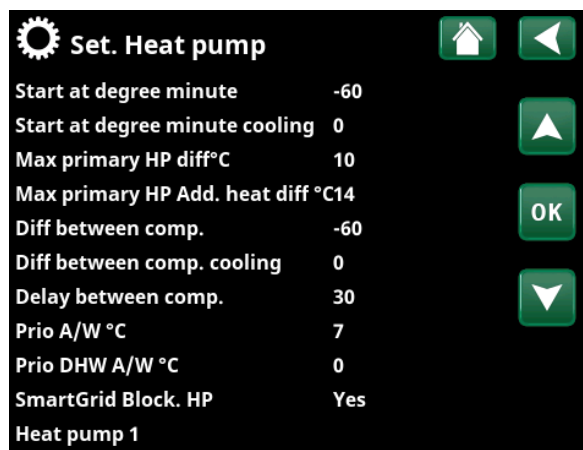 Set. Heat pump
Start at degree minute -60
Start at degree minute cooling 0
Max primary HP diff°C 10
Max primary HP Add. heat diff °C14
Diff between comp. -60
Diff between comp. cooling 0
Delay between comp. 30
Prio A/W °C 7
Prio DHW A/W °C 0
SmartGrid Block. HP Yes
Heat pump 1
OK